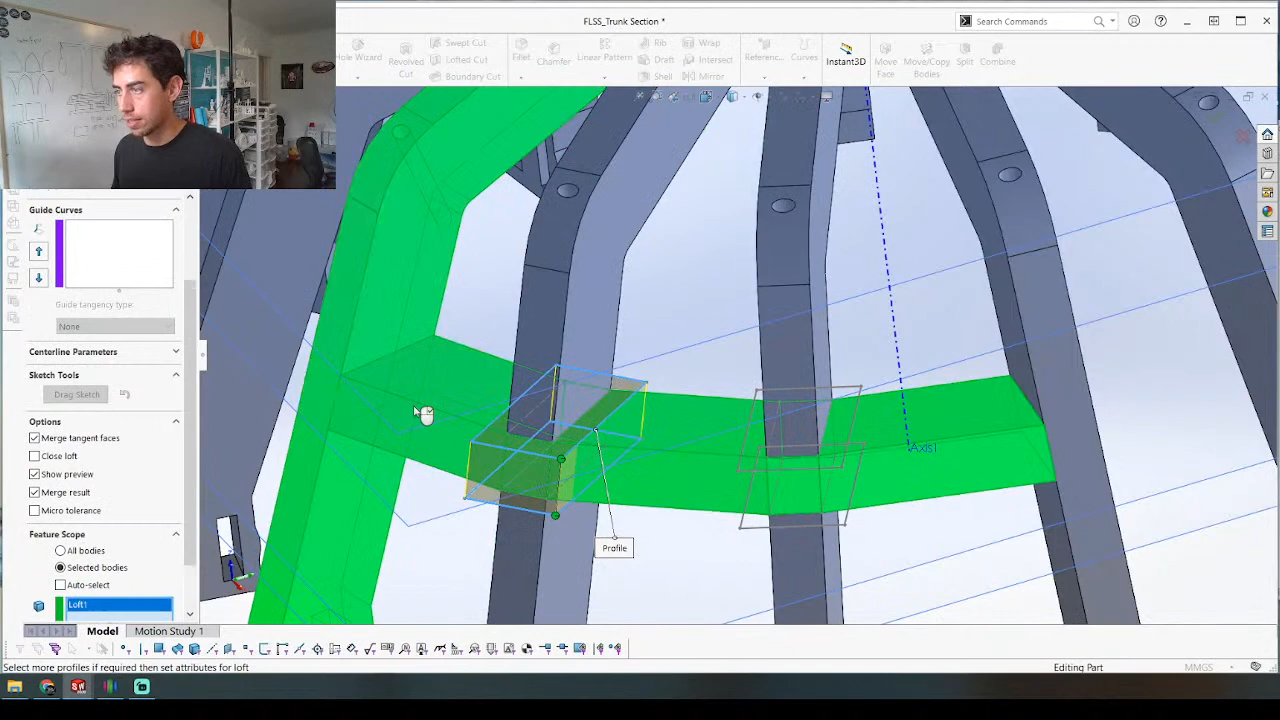 FLSS_Trunk Section *
Search Commands
Hole Wizard
Revolved Cut
Swept Cut
Lofted Cut
Boundary Cut
Fillet
Chamfer
Linear Pattern
Rib
Draft
Shell
Wrap
Intersect
Mirror
Referenc...
Curves
Instant3D
Move Face
Move/Copy Bodies
Split
Combine
Guide Curves
Guide tangency type:
None
Centerline Parameters
Sketch Tools
Drag Sketch
Options
Merge tangent faces
Close loft
Show preview
Merge result
Micro tolerance
Feature Scope
All bodies
Selected bodies
Auto-select
Loft1
Axis1
Profile
Model
Motion Study 1
Select more profiles if required then set attributes for loft
Editing Part
MMGS